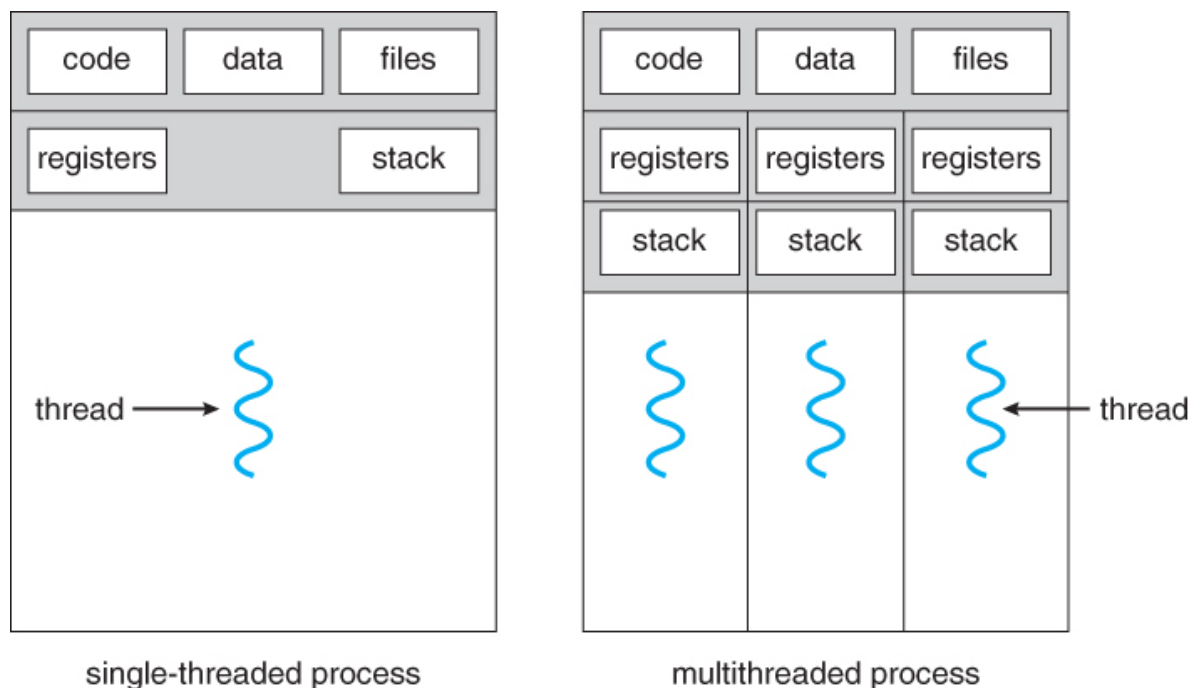 code data files code data files
registers stack registers registers registers
stack stack stack
thread thread
single-threaded process multithreaded process